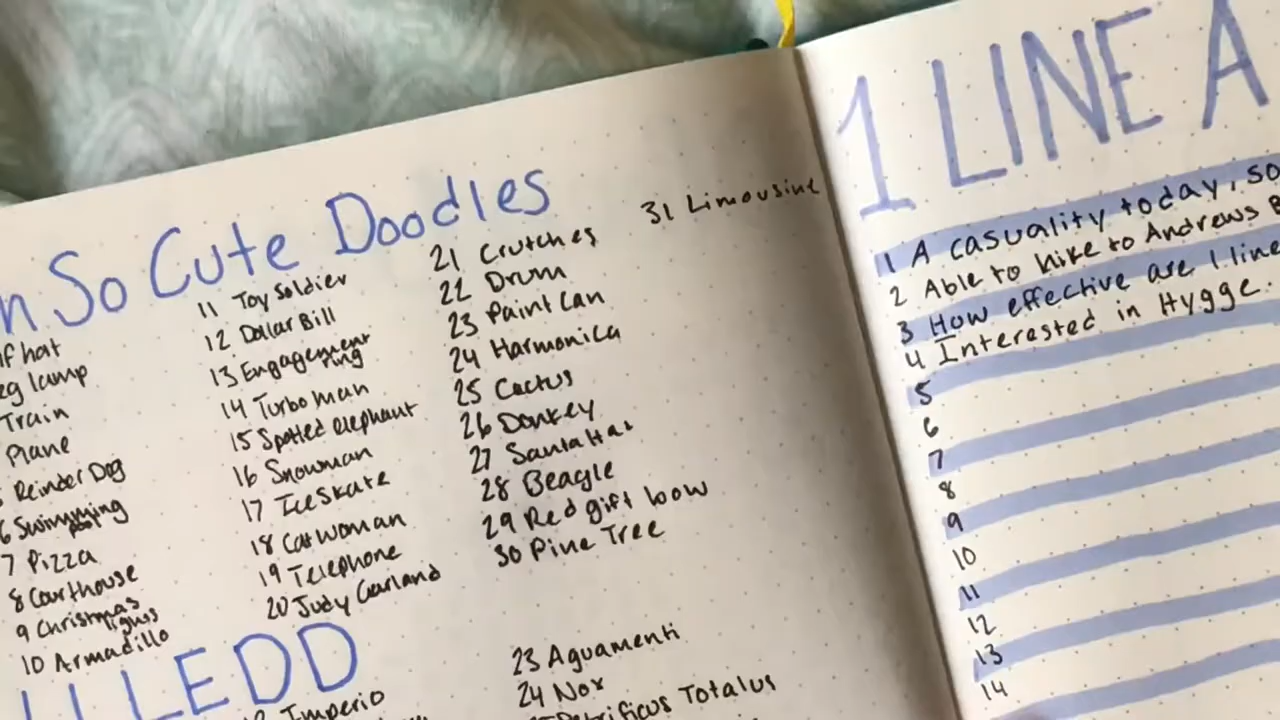 So Cute Doodles
hat
lamp
Train
Plane
Reinder Dog
6 Swimming
pool
7 Pizza
8 Courthouse
9 Christmas
lights
10 Armadillo
11 Toy Soldier
12 Dollar Bill
13 Engagement
ring
14 Turbo man
15 Spotted elephant
16 Snowman
17 Ice Skate
18 Cat woman
19 Telephone
20 Judy Garland
21 Crutches
22 Drum
23 Paint Can
24 Harmonica
25 Cactus
26 Donkey
27 Santa Hat
28 Beagle
29 Red gift bow
30 Pine Tree
31 Limousine
Imperio
23 Aguamenti
24 Nox
Totalus
1 LINE A
1 A casuality today, so
2 Able to hike to Andrews
3 How effective are 1 line
4 Interested in Hygge.
5
6
7
8
9
10
11
12
13
14